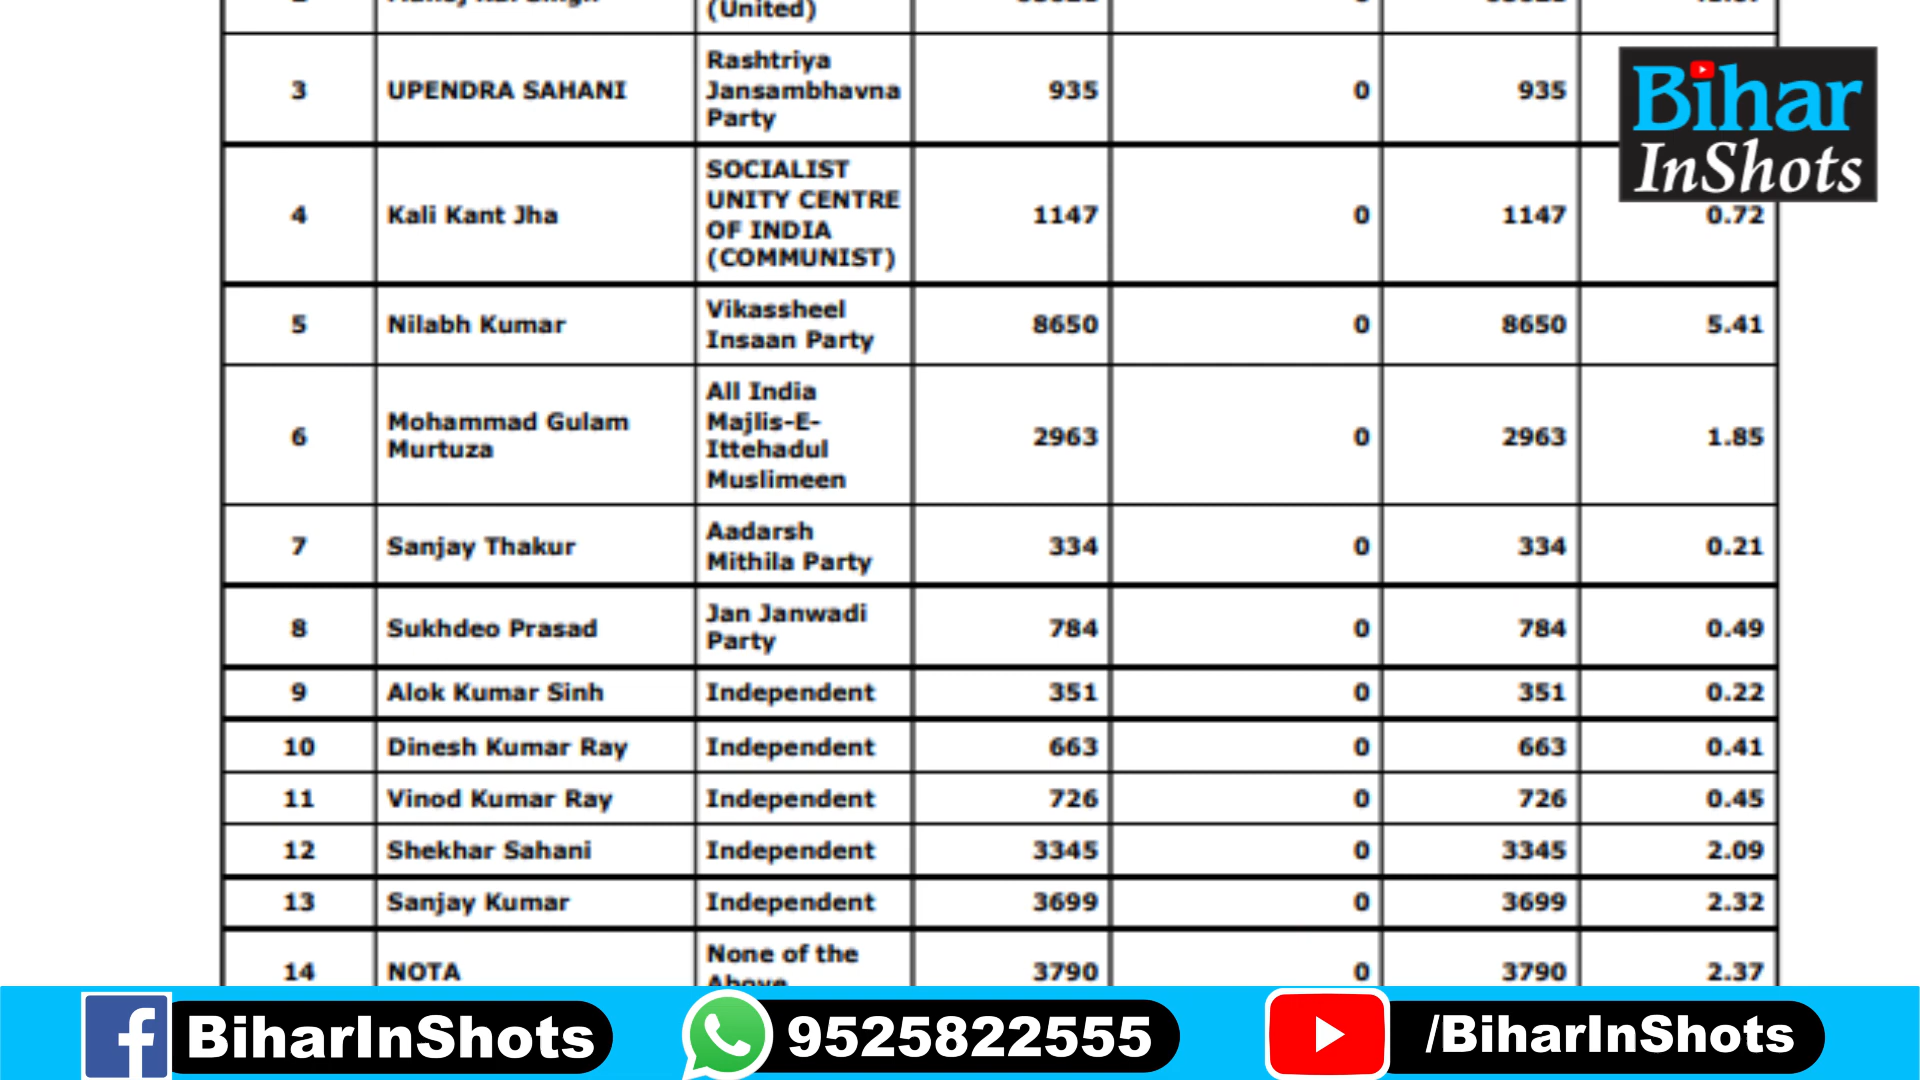 (United)
Rashtriya
3 UPENDRA SAHANI Jansambhavna 935 0 935
Party
Bihar
InShots
SOCIALIST
UNITY CENTRE
4 Kali Kant Jha OF INDIA 1147 0 1147 0.72
(COMMUNIST)
5 Nilabh Kumar Vikassheel 8650 0 8650 5.41
Insaan Party
All India
Mohammad Gulam Majlis-E-
6 Murtuza Ittehadul 2963 0 2963 1.85
Muslimeen
7 Sanjay Thakur Aadarsh 334 0 334 0.21
Mithila Party
8 Sukhdeo Prasad Jan Janwadi 784 0 784 0.49
Party
9 Alok Kumar Sinh Independent 351 0 351 0.22
10 Dinesh Kumar Ray Independent 663 0 663 0.41
11 Vinod Kumar Ray Independent 726 0 726 0.45
12 Shekhar Sahani Independent 3345 0 3345 2.09
13 Sanjay Kumar Independent 3699 0 3699 2.32
14 NOTA None of the 3790 0 3790 2.37
Above
BiharInShots 9525822555 /BiharInShots